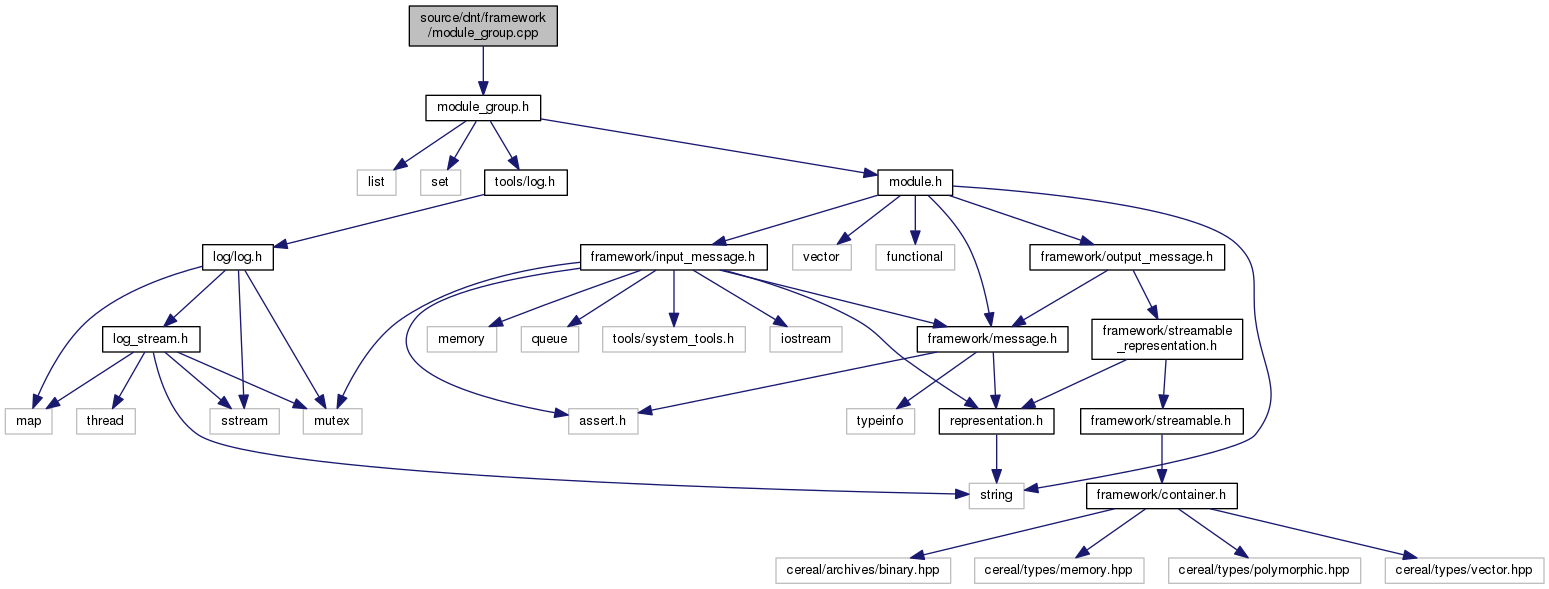 source/dnt/framework
/module_group.cpp
module_group.h
list
set
tools/log.h
module.h
log/log.h
framework/input_message.h
vector
functional
framework/output_message.h
log_stream.h
memory
queue
tools/system_tools.h
iostream
framework/message.h
framework/streamable
_representation.h
map
thread
sstream
mutex
assert.h
typeinfo
representation.h
framework/streamable.h
string
framework/container.h
cereal/archives/binary.hpp
cereal/types/memory.hpp
cereal/types/polymorphic.hpp
cereal/types/vector.hpp